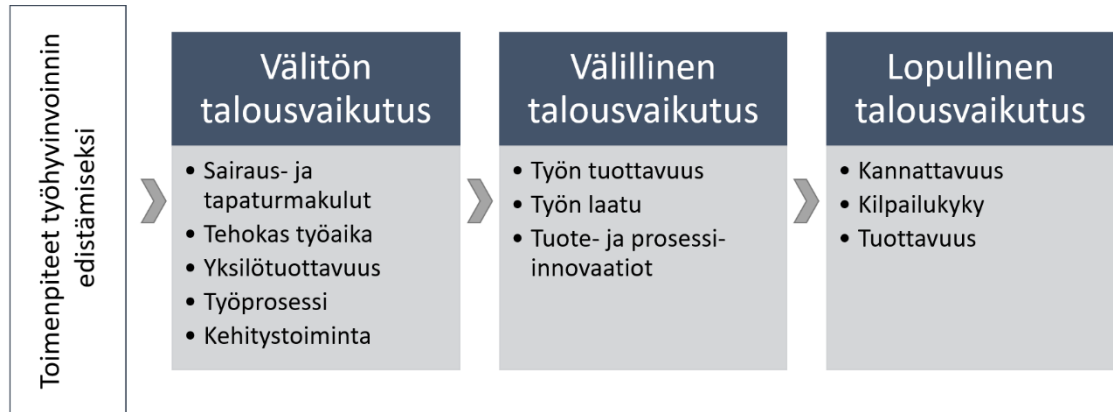 Toimenpiteet työhyvinvoinnin
edistämiseksi
Välitön
talousvaikutus
• Sairaus- ja
tapaturmakulut
• Tehokas työaika
• Yksilötuottavuus
• Työprosessi
• Kehitystoiminta
Välillinen
talousvaikutus
• Työn tuottavuus
• Työn laatu
• Tuote- ja prosessi-
innovaatiot
Lopullinen
talousvaikutus
• Kannattavuus
• Kilpailukyky
• Tuottavuus